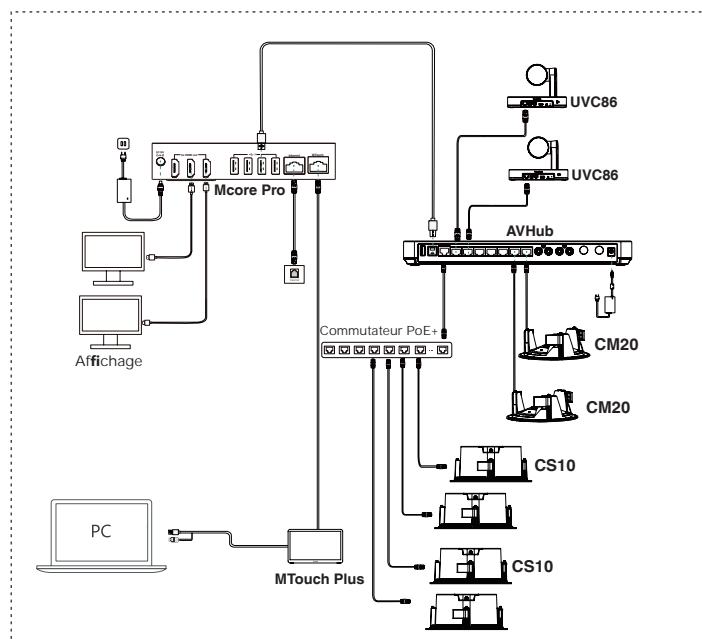 UVC86
UVC86
Mcore Pro
AVHub
Commutateur PoE+
Affichage
CM20
CM20
CS10
PC
MTouch Plus
CS10